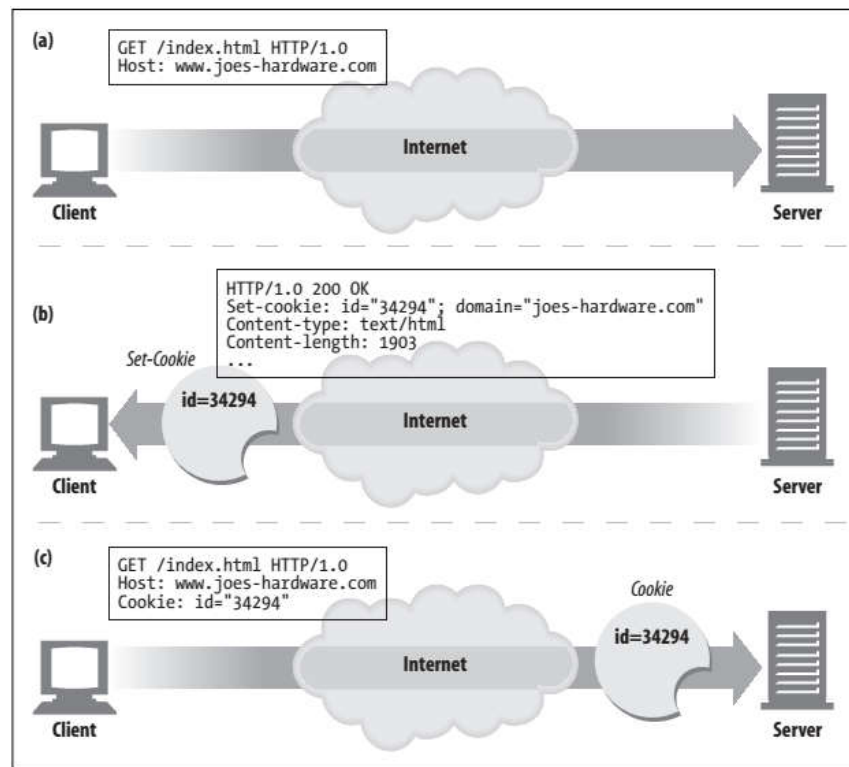 (a)
GET /index.html HTTP/1.0
Host: www.joes-hardware.com
Internet
Client
Server
(b)
HTTP/1.0 200 OK
Set-cookie: id="34294"; domain="joes-hardware.com"
Content-type: text/html
Content-length: 1903
...
Set-Cookie
id=34294
Internet
Client
Server
(c)
GET /index.html HTTP/1.0
Host: www.joes-hardware.com
Cookie: id="34294"
Cookie
id=34294
Internet
Client
Server